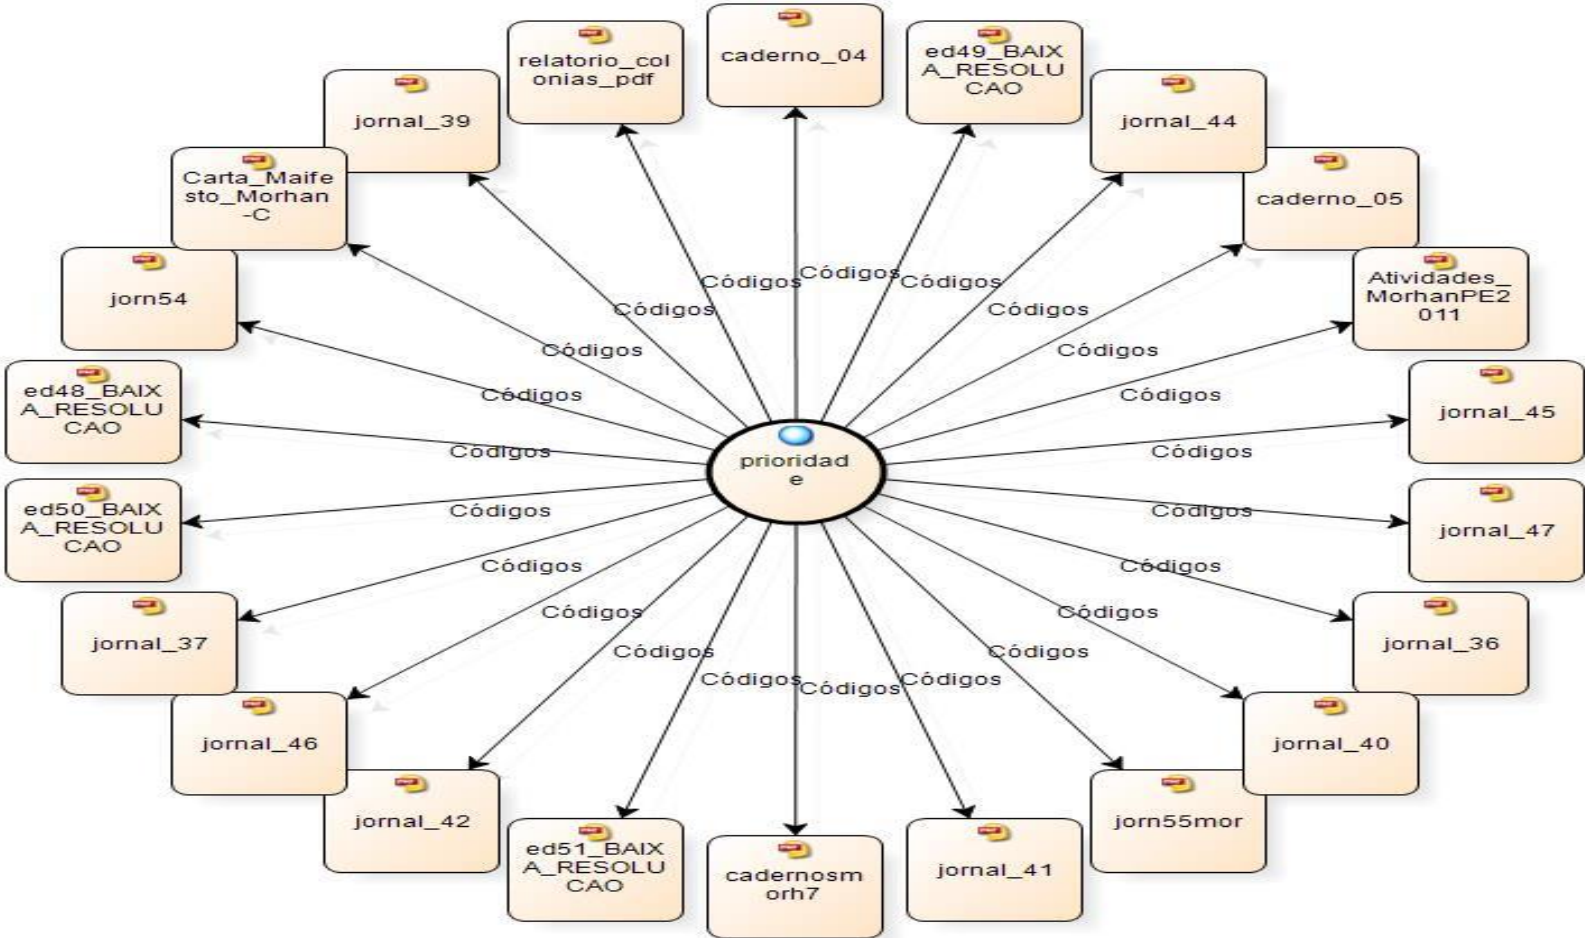 caderno_04
relatorio_col
onias_pdf
ed49_BAIX
A_RESOLU
CAO
jornal_39
jornal_44
Carta_Maife
sto_Morhan
-C
caderno_05
jorn54
Atividades_
MorhanPE2
011
Códigos
Códigos
Códigos
Códigos
Códigos
Códigos
Códigos
Códigos
ed48_BAIX
A_RESOLU
CAO
Códigos
Códigos
jornal_45
Códigos
prioridad
e
Códigos
ed50_BAIX
A_RESOLU
CAO
Códigos
Códigos
jornal_47
Códigos
Códigos
jornal_37
Códigos
Códigos
jornal_36
Códigos
Códigos
Códigos
Códigos
Códigos
jornal_46
jornal_40
jornal_42
jorn55mor
ed51_BAIX
A_RESOLU
CAO
cadernosm
orh7
jornal_41